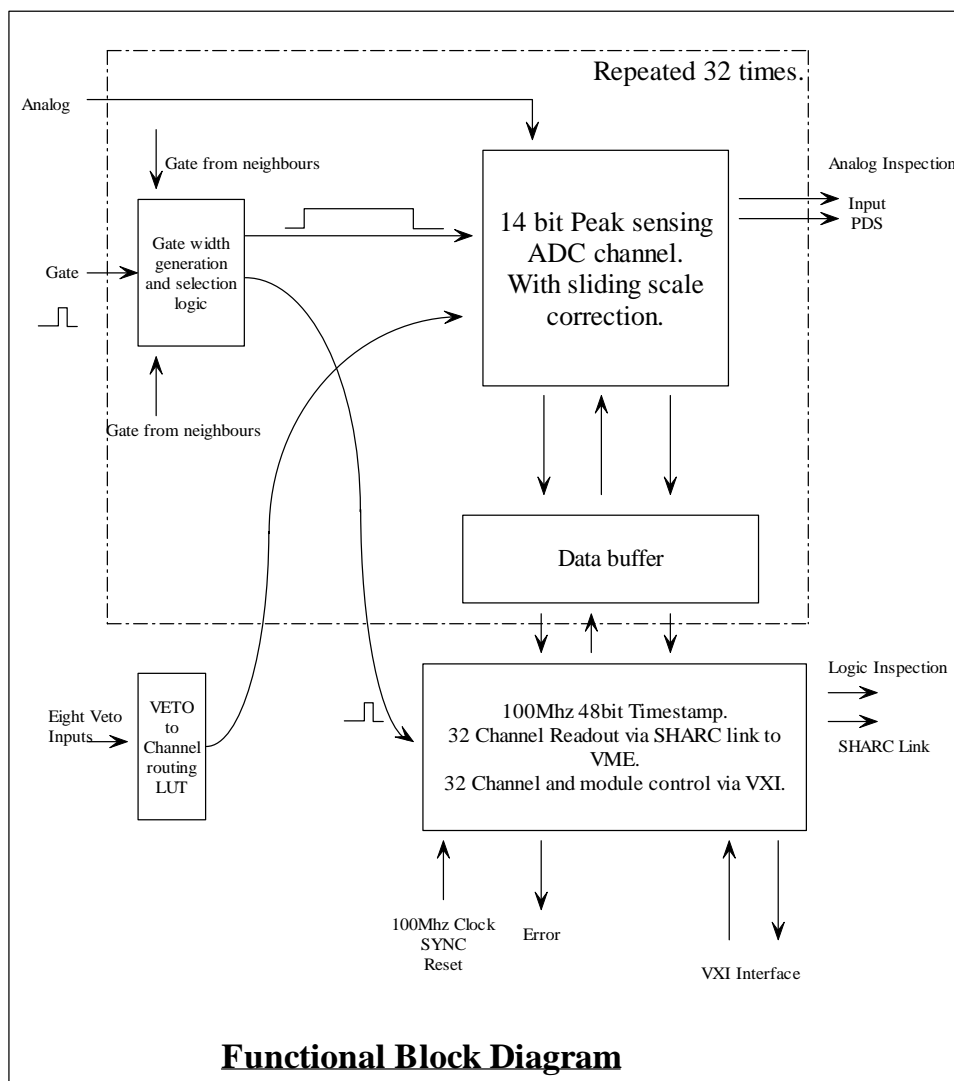 Repeated 32 times.
Analog
Gate from neighbours
Analog Inspection
Input
PDS
14 bit Peak sensing
ADC channel.
With sliding scale
correction.
Gate width
generation
and selection
logic
Gate
Gate from neighbours
Data buffer
Eight Veto
Inputs
VETO
to
Channel
routing
LUT
100Mhz 48bit Timestamp.
32 Channel Readout via SHARC link to
VME.
32 Channel and module control via VXI.
Logic Inspection
SHARC Link
100Mhz Clock
SYNC
Reset
Error
VXI Interface
Functional Block Diagram